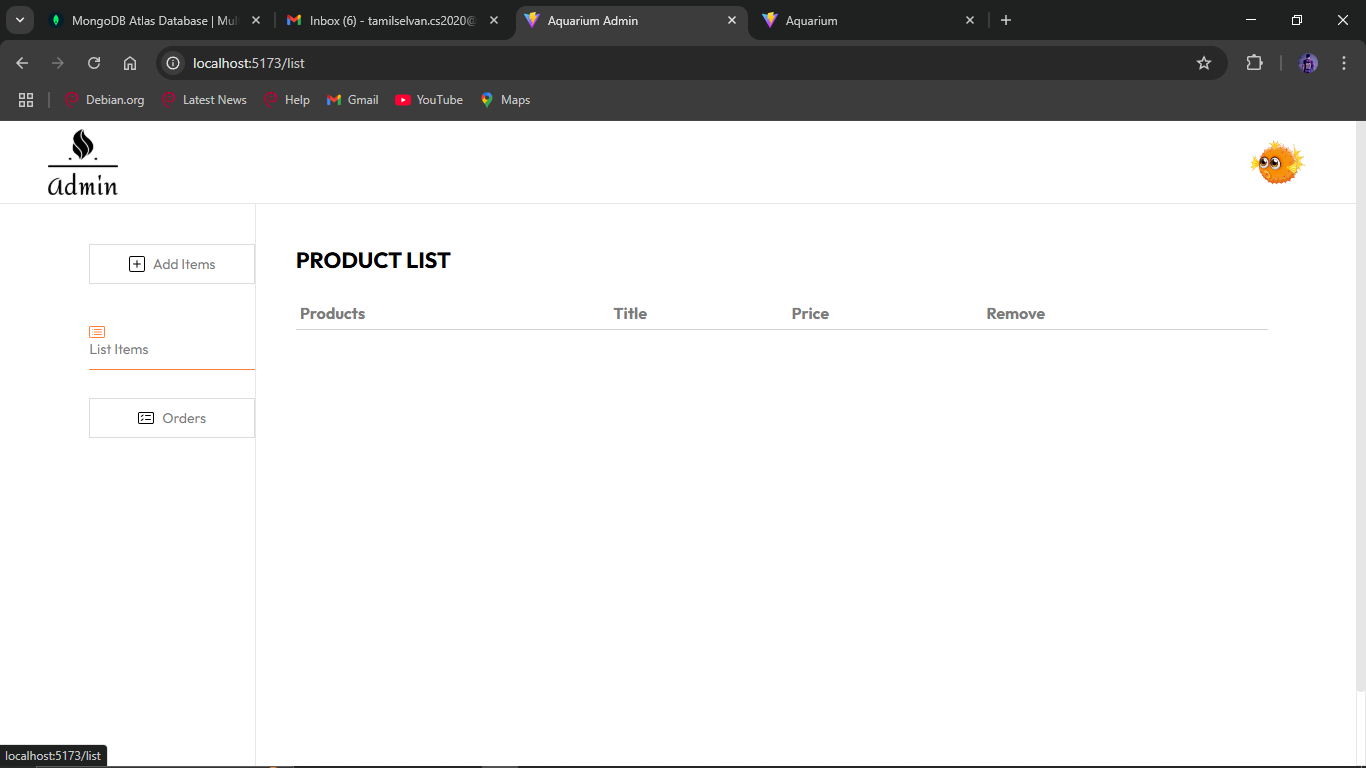 MongoDB Atlas Database | Mul
Inbox (6) - tamilselvan.cs2020@
Aquarium Admin
Aquarium
localhost:5173/list
Debian.org
Latest News
Help
Gmail
YouTube
Maps
admin
Add Items
List Items
Orders
PRODUCT LIST
Products Title Price Remove
localhost:5173/list